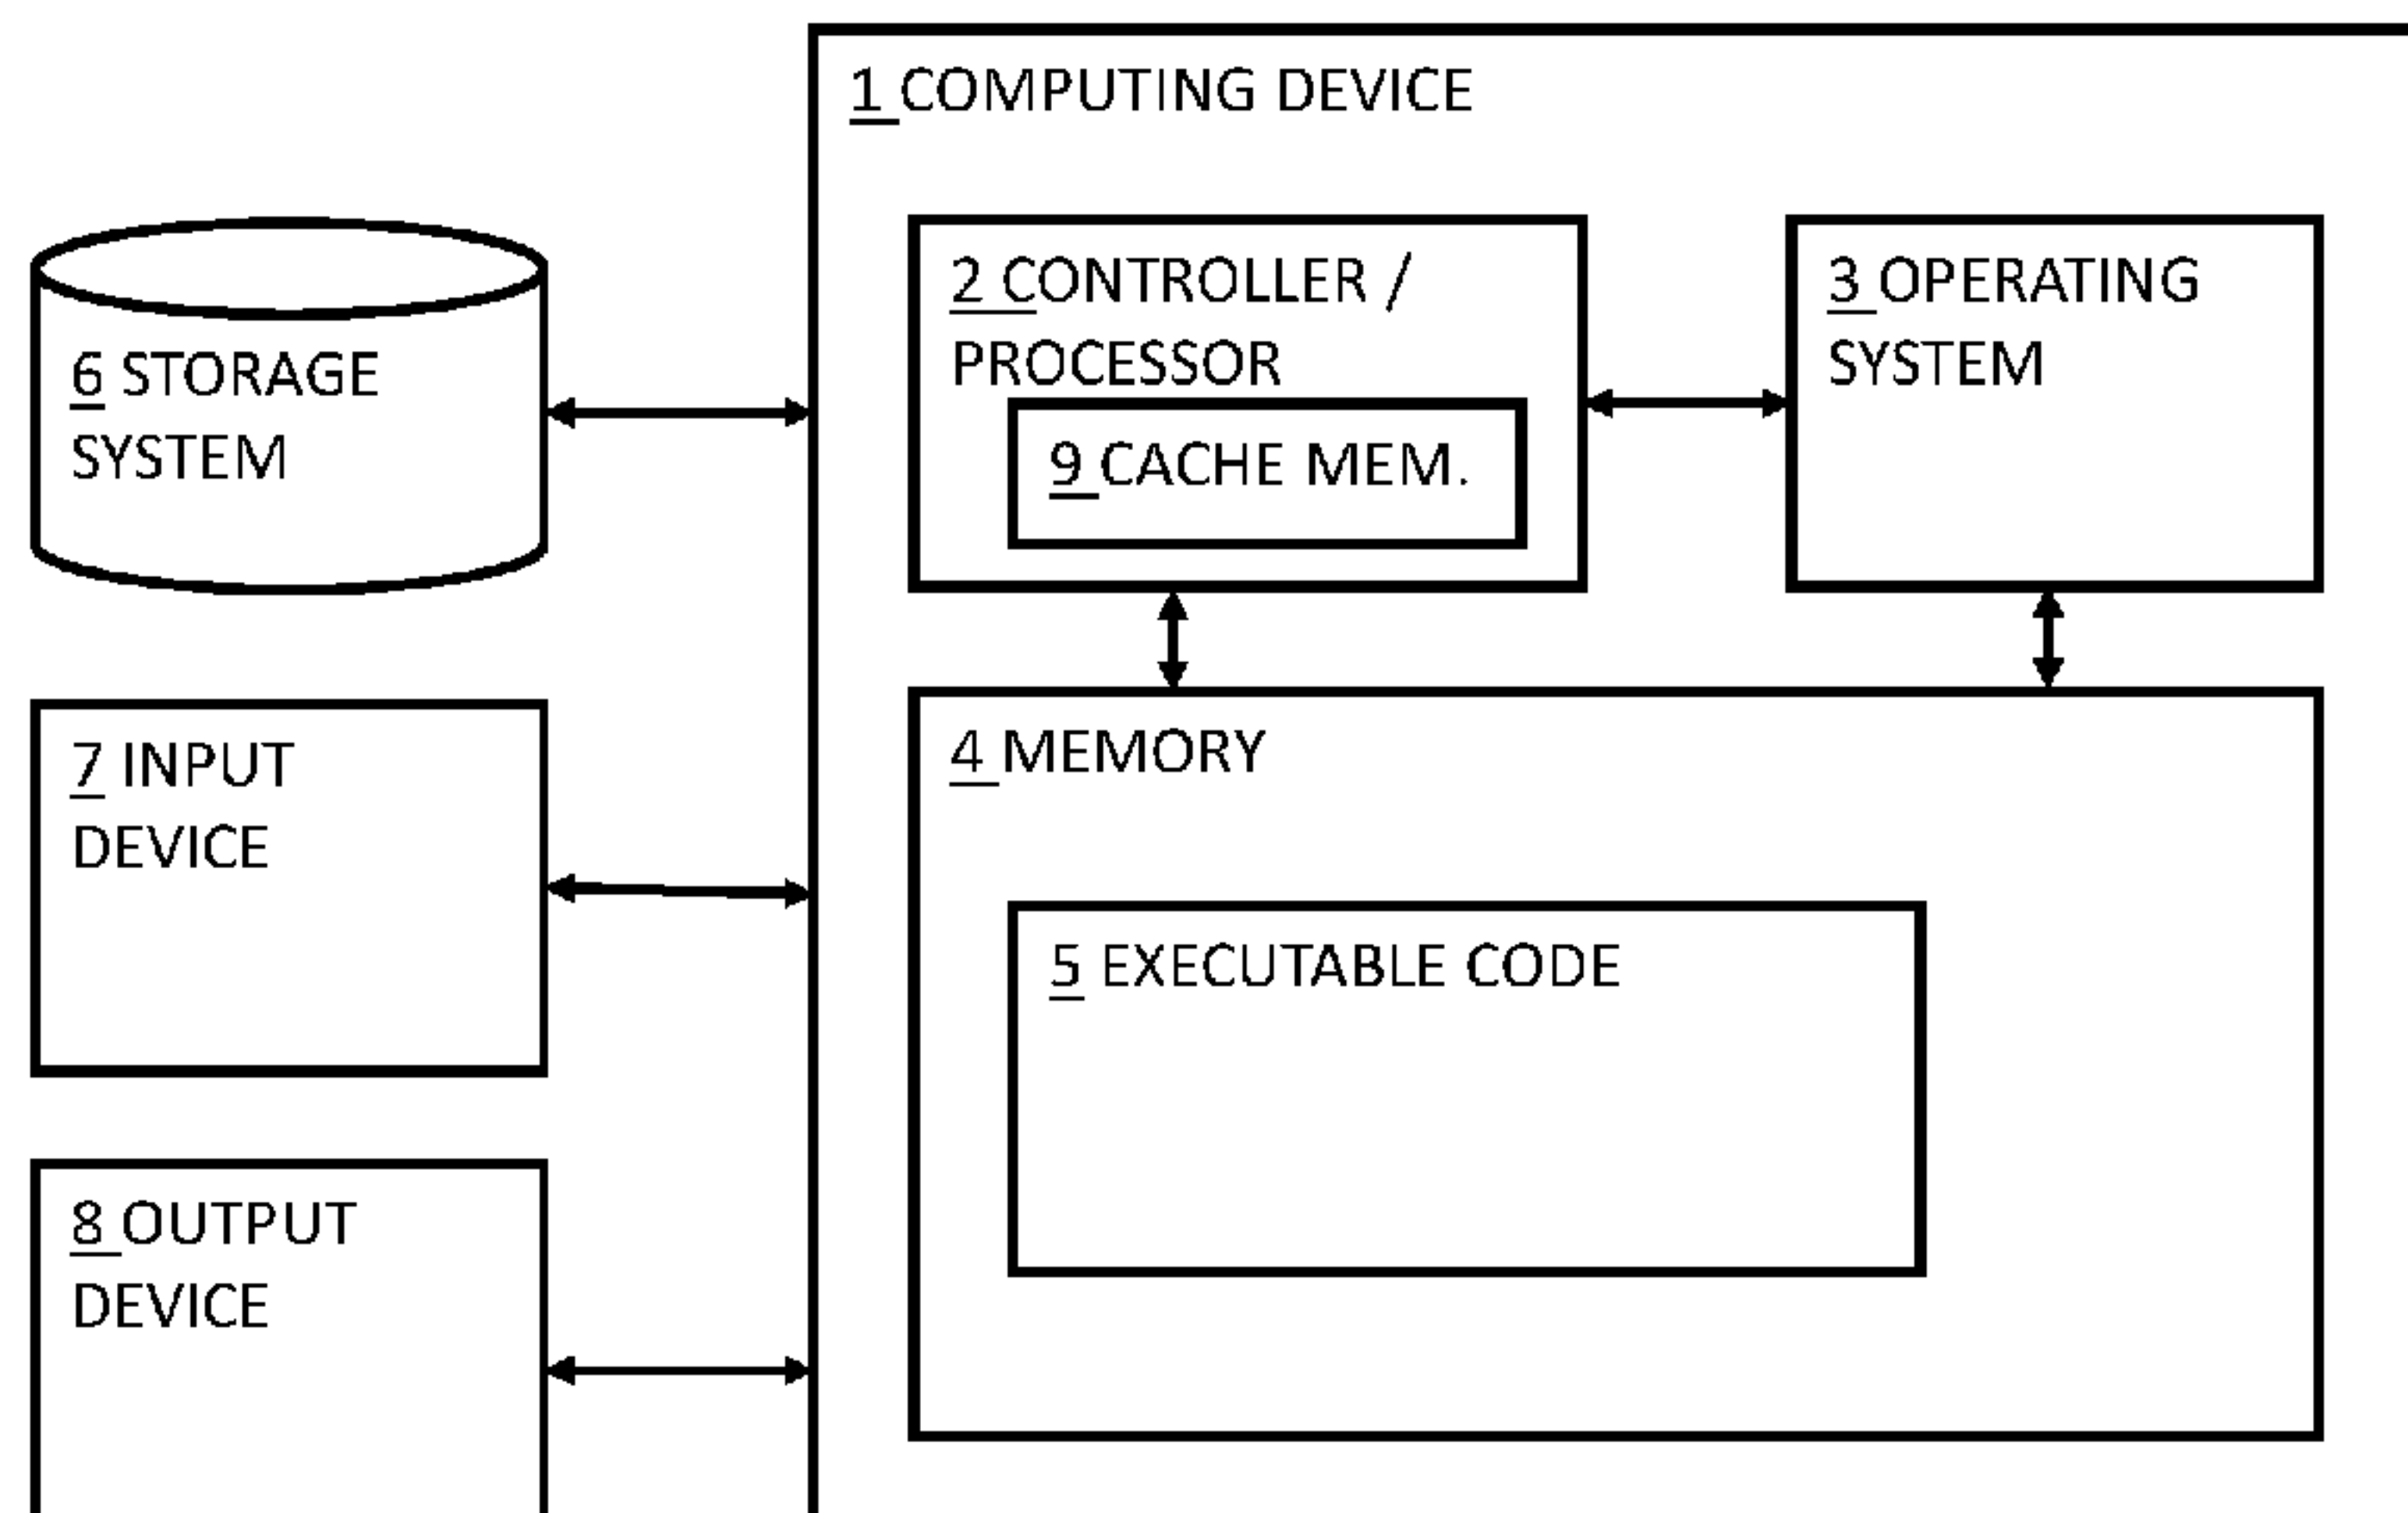 1 COMPUTING DEVICE
2 CONTROLLER /
PROCESSOR
9 CACHE MEM.
3 OPERATING
SYSTEM
6 STORAGE
SYSTEM
4 MEMORY
7 INPUT
DEVICE
5 EXECUTABLE CODE
8 OUTPUT
DEVICE